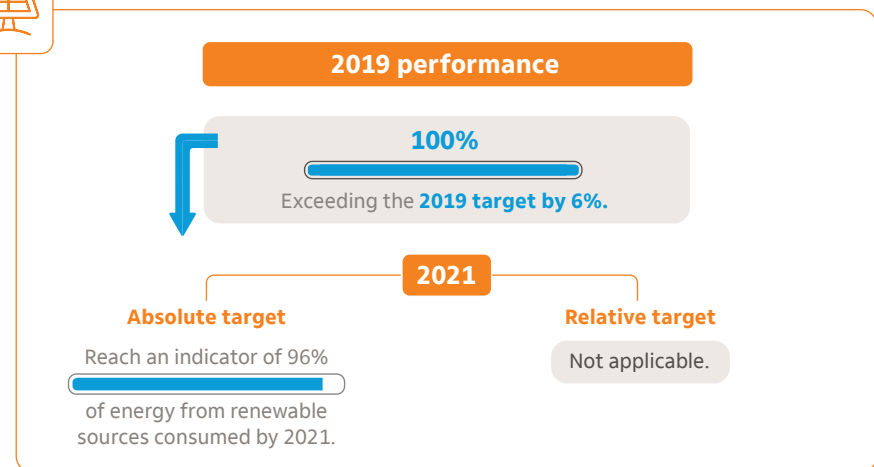 2019 performance
100%
Exceeding the 2019 target by 6%.
2021
Absolute target
Reach an indicator of 96%
of energy from renewable
sources consumed by 2021.
Relative target
Not applicable.